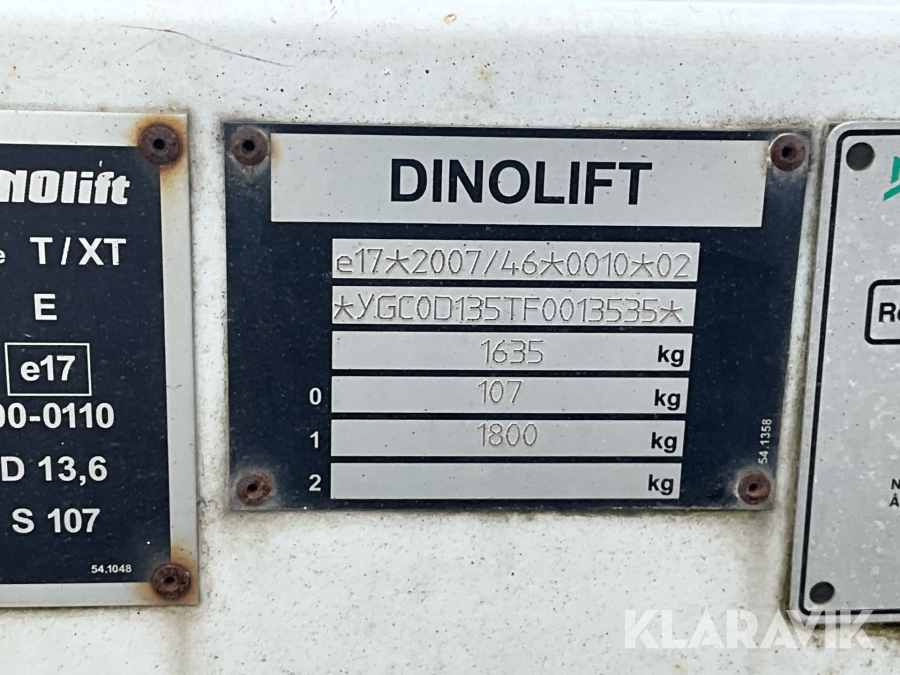 NOlift
e T/XT
E
e17
00-0110
D 13,6
S 107
54.1048
DINOLIFT
e17*2007/46*0010*02
*YGC0D135TF0013535*
1635 kg
0 107 kg
1 1800 kg
2 kg
54.1358
Re
N
Å
KLARAVIK